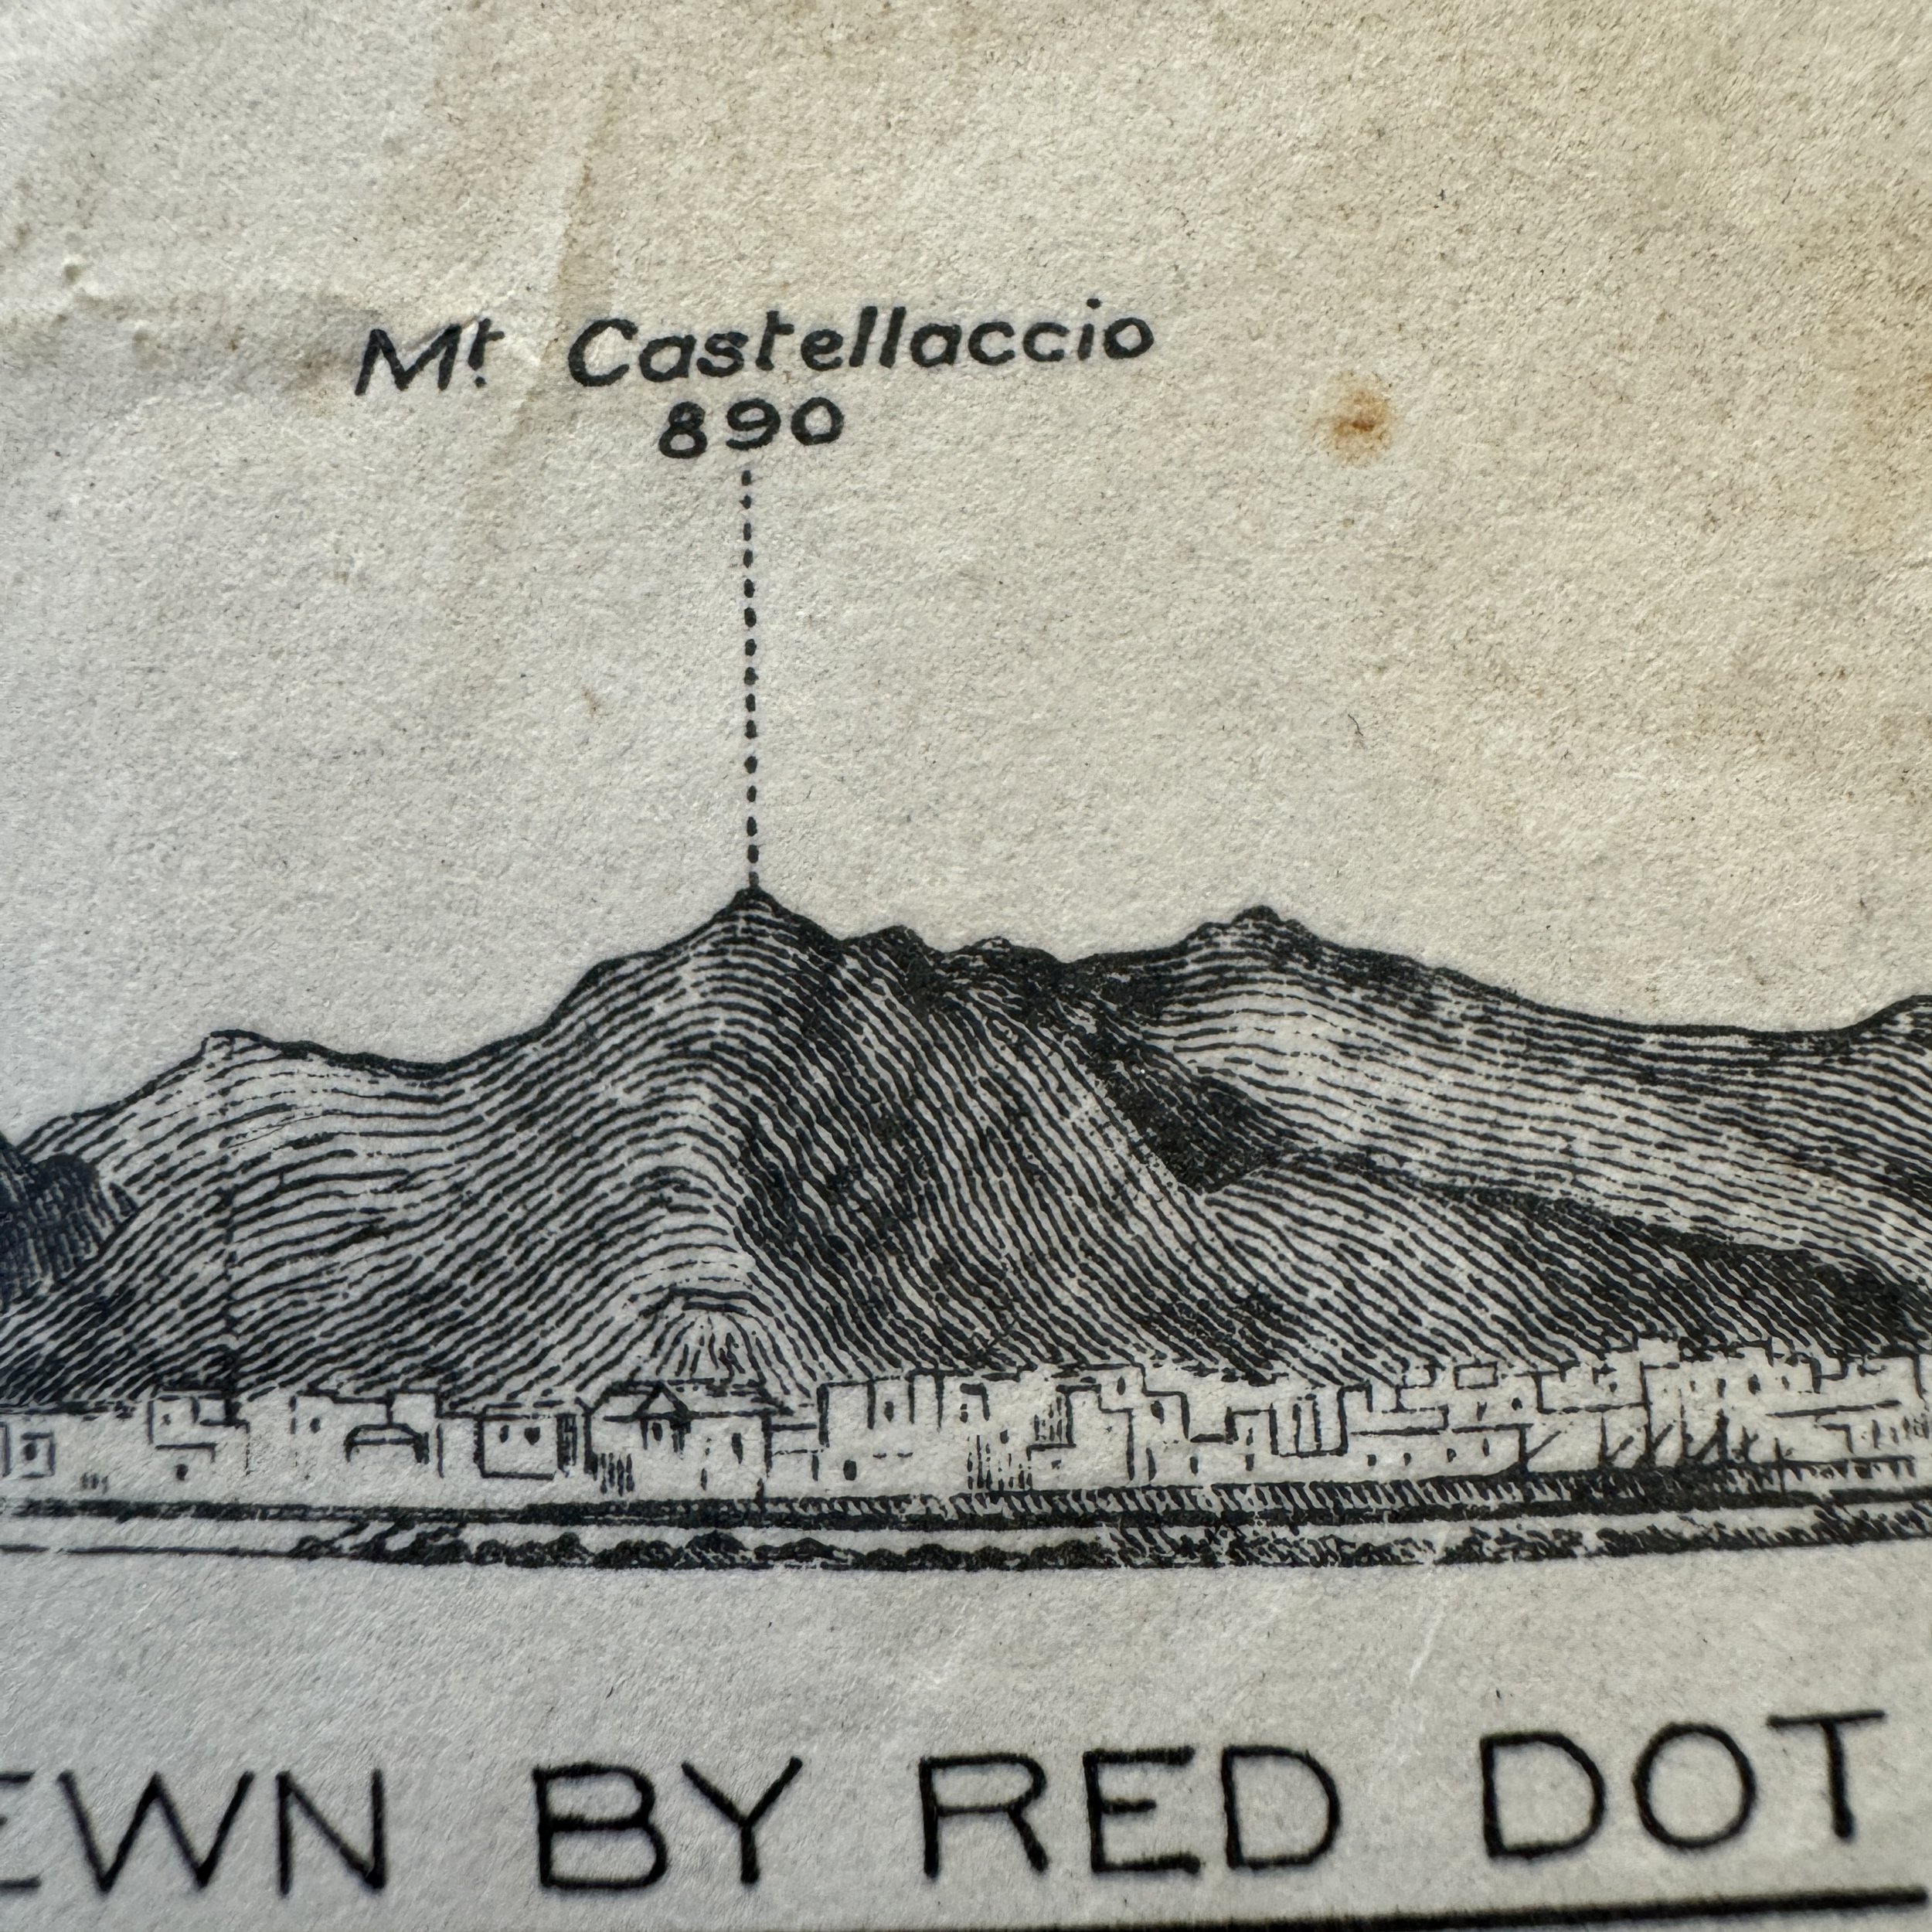 Mt. Castellaccio
890
EWN BY RED DOT